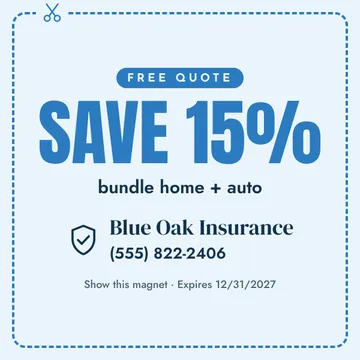 FREE QUOTE
SAVE 15%
bundle home + auto
Blue Oak Insurance
(555) 822-2406
Show this magnet · Expires 12/31/2027